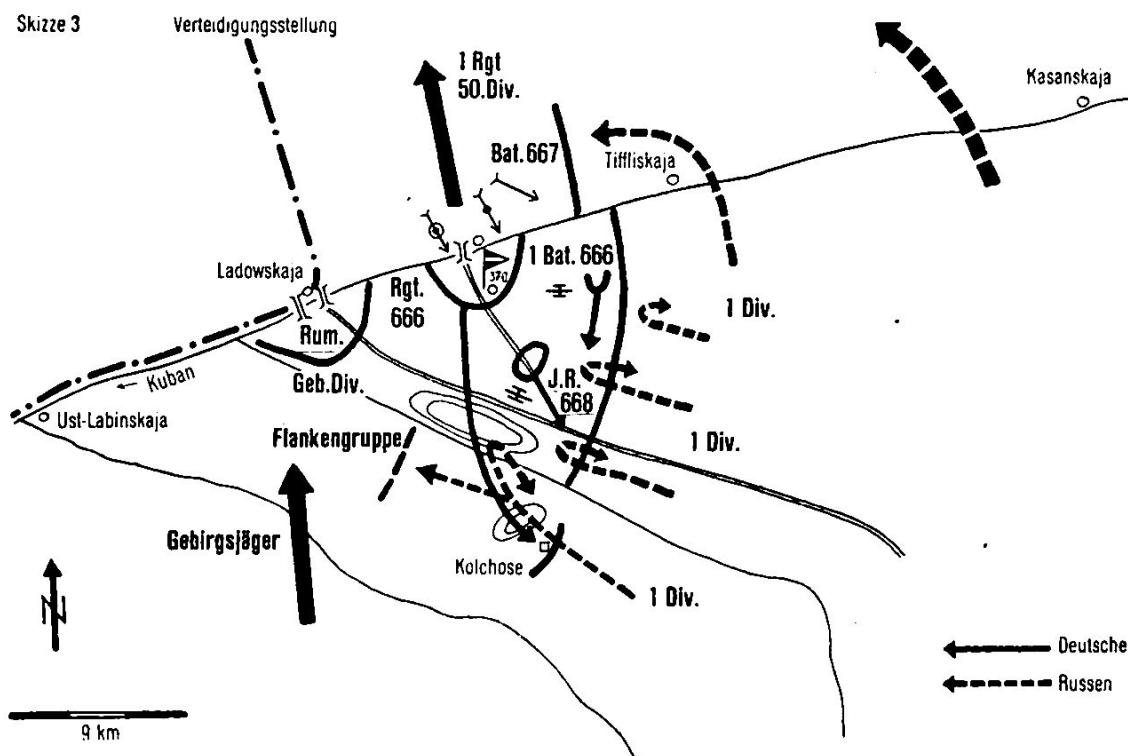 Skizze 3
Verteidigungsstellung
1 Rgt
50.Div.
Kasanskaja
Bat. 667
Tiffliskaja
Ladowskaja
1 Bat. 666
370
Rgt.
666
1 Div.
Rum.
Geb.Div.
Kuban
J.R.
668
Ust-Labinskaja
Flankengruppe
1 Div.
Gebirgsjäger
Kolchose
1 Div.
N
Deutsche
Russen
9 km